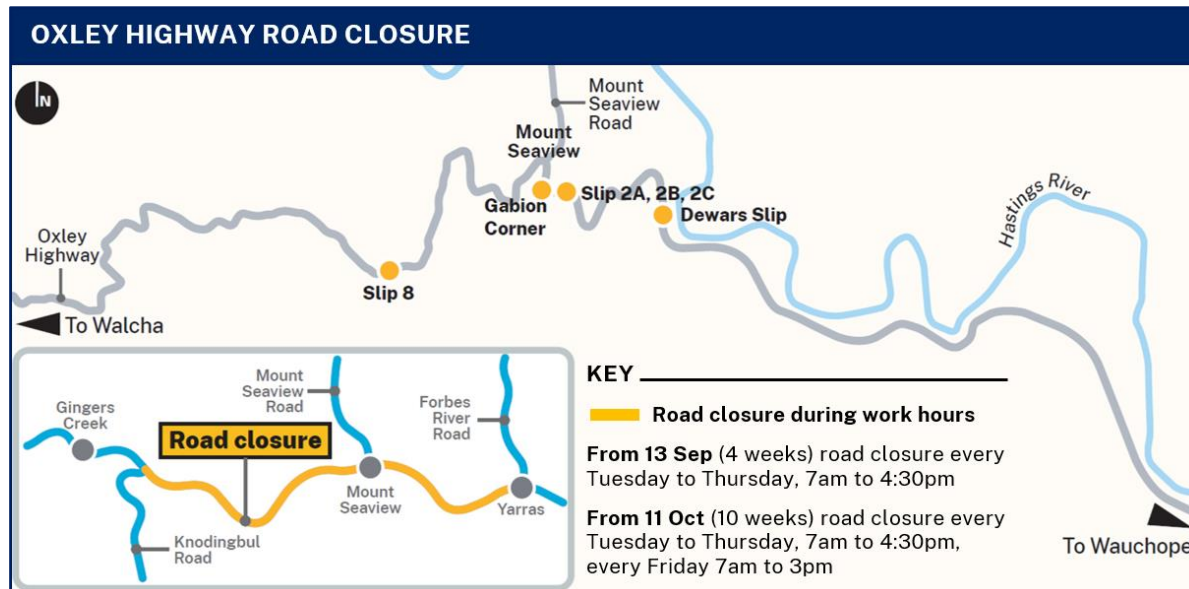 OXLEY HIGHWAY ROAD CLOSURE
N
Mount
Seaview
Road
Mount
Seaview
Slip 2A, 2B, 2C
Gabion
Corner
Dewars Slip
Hastings River
Oxley
Highway
Slip 8
To Walcha
Mount
Seaview
Road
Gingers
Creek
Forbes
River
Road
Road closure
Mount
Seaview
Yarras
Knodingbul
Road
KEY
Road closure during work hours
From 13 Sep (4 weeks) road closure every
Tuesday to Thursday, 7am to 4:30pm
From 11 Oct (10 weeks) road closure every
Tuesday to Thursday, 7am to 4:30pm,
every Friday 7am to 3pm
To Wauchope